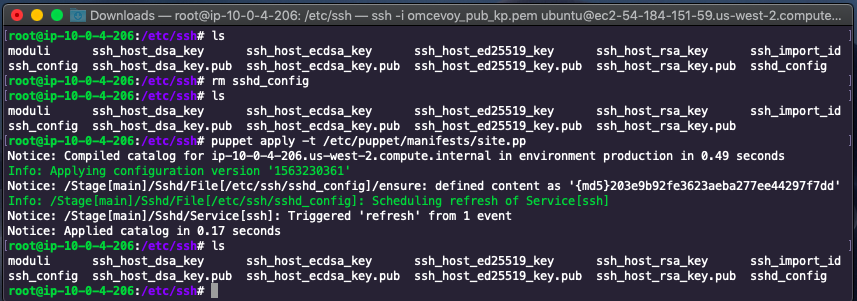 Downloads — root@ip-10-0-4-206: /etc/ssh — ssh -i omcevoy_pub_kp.pem ubuntu@ec2-54-184-151-59.us-west-2.compute...
[root@ip-10-0-4-206:/etc/ssh# ls ]
moduli ssh_host_dsa_key ssh_host_ecdsa_key ssh_host_ed25519_key ssh_host_rsa_key ssh_import_id
ssh_config ssh_host_dsa_key.pub ssh_host_ecdsa_key.pub ssh_host_ed25519_key.pub ssh_host_rsa_key.pub sshd_config
[root@ip-10-0-4-206:/etc/ssh# rm sshd_config ]
[root@ip-10-0-4-206:/etc/ssh# ls ]
moduli ssh_host_dsa_key ssh_host_ecdsa_key ssh_host_ed25519_key ssh_host_rsa_key ssh_import_id
ssh_config ssh_host_dsa_key.pub ssh_host_ecdsa_key.pub ssh_host_ed25519_key.pub ssh_host_rsa_key.pub
[root@ip-10-0-4-206:/etc/ssh# puppet apply -t /etc/puppet/manifests/site.pp ]
Notice: Compiled catalog for ip-10-0-4-206.us-west-2.compute.internal in environment production in 0.49 seconds
Info: Applying configuration version '1563230361'
Notice: /Stage[main]/Sshd/File[/etc/ssh/sshd_config]/ensure: defined content as '{md5}203e9b92fe3623aeba277ee44297f7dd'
Info: /Stage[main]/Sshd/File[/etc/ssh/sshd_config]: Scheduling refresh of Service[ssh]
Notice: /Stage[main]/Sshd/Service[ssh]: Triggered 'refresh' from 1 event
Notice: Applied catalog in 0.17 seconds
[root@ip-10-0-4-206:/etc/ssh# ls ]
moduli ssh_host_dsa_key ssh_host_ecdsa_key ssh_host_ed25519_key ssh_host_rsa_key ssh_import_id
ssh_config ssh_host_dsa_key.pub ssh_host_ecdsa_key.pub ssh_host_ed25519_key.pub ssh_host_rsa_key.pub sshd_config
root@ip-10-0-4-206:/etc/ssh#